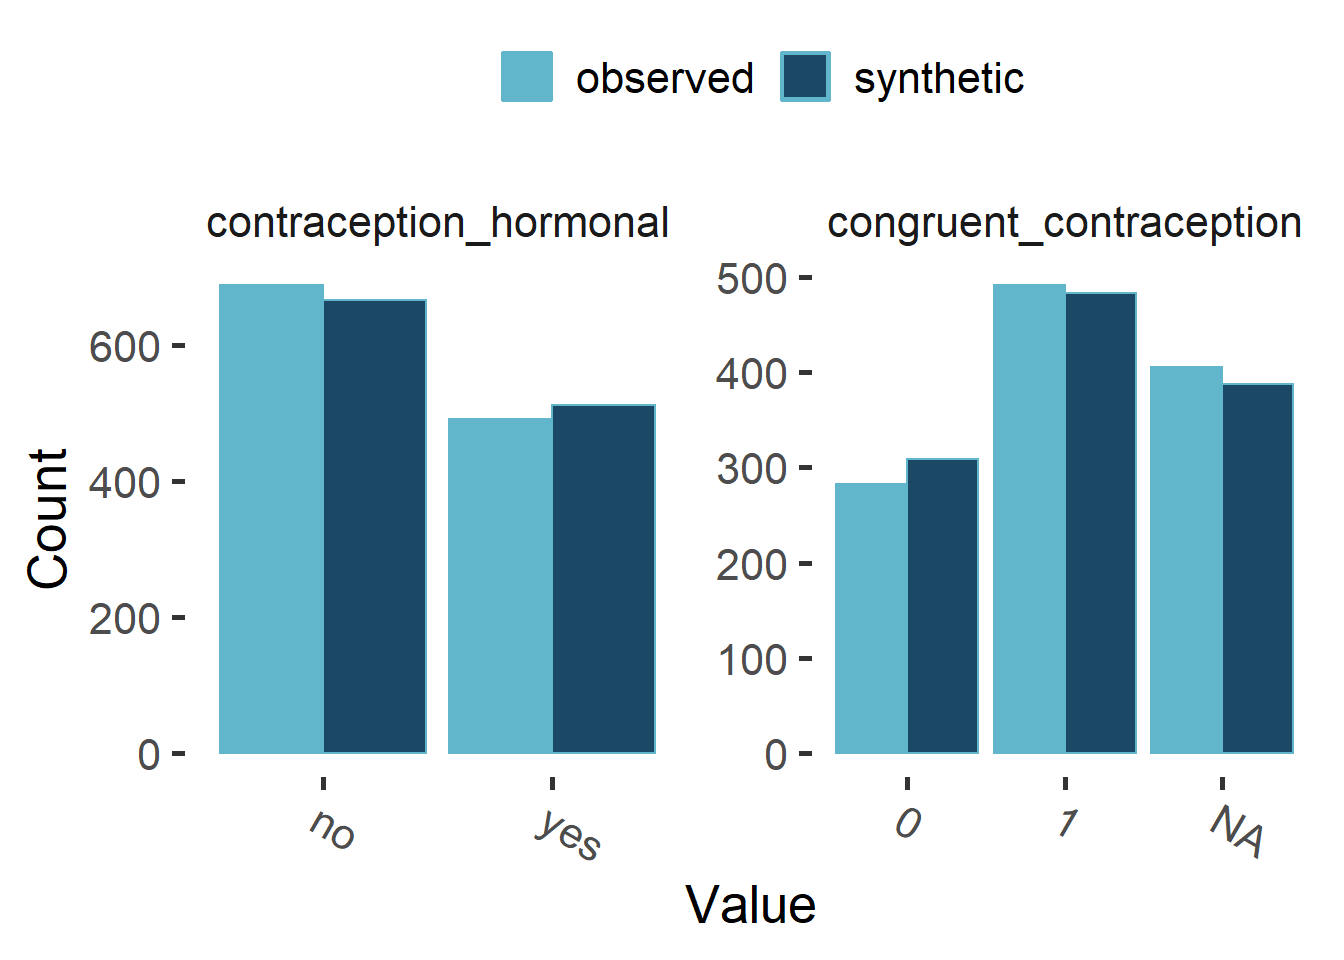 observed synthetic
contraception_hormonal congruent_contraception
Count
600
400
200
0
500
400
300
200
100
0
no yes
0 1 NA
Value